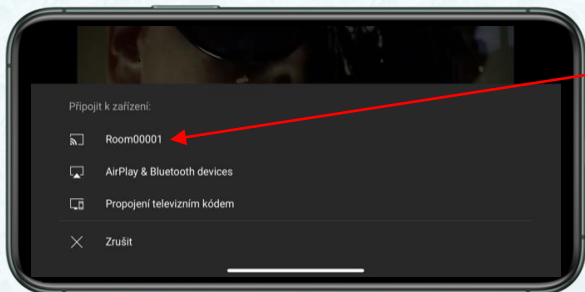 Připojit k zařízení:
Room00001
AirPlay & Bluetooth devices
Propojení televizním kódem
Zrušit